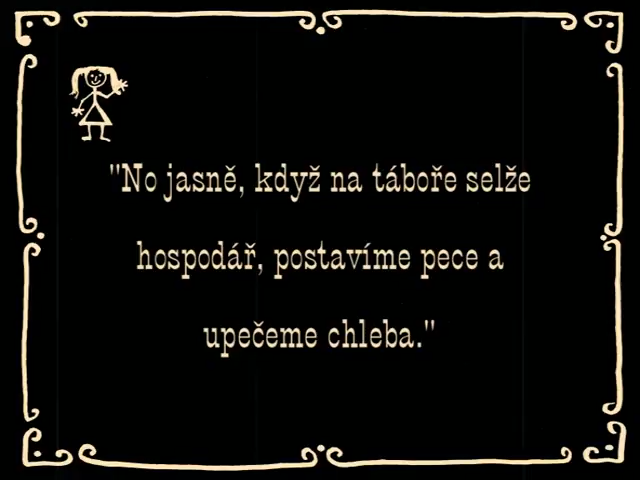 "No jasně, když na táboře selže
hospodář, postavíme pece a
upečeme chleba."